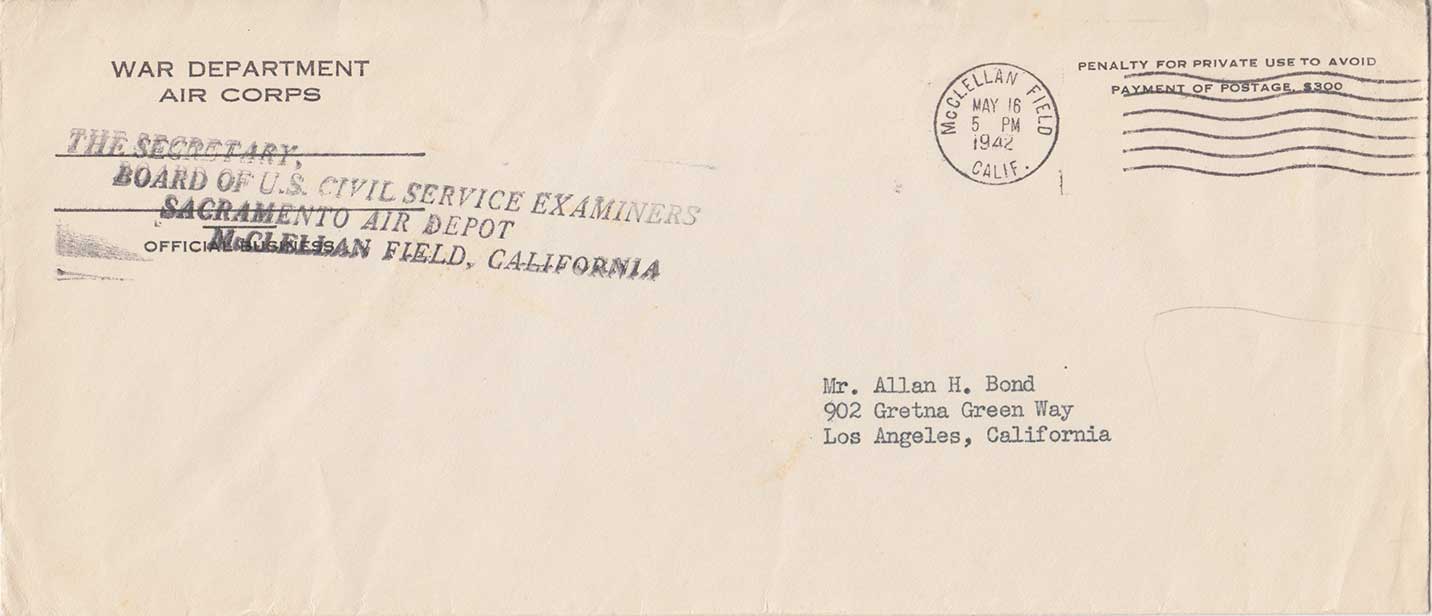 WAR DEPARTMENT
AIR CORPS
THE SECRETARY,
BOARD OF U.S. CIVIL SERVICE EXAMINERS
SACRAMENTO AIR DEPOT
McCLELLAN FIELD, CALIFORNIA
OFFICIAL BUSINESS
McCLELLAN FIELD
MAY 16
5 PM
1942
CALIF.
PENALTY FOR PRIVATE USE TO AVOID
PAYMENT OF POSTAGE, $300
Mr. Allan H. Bond
902 Gretna Green Way
Los Angeles, California